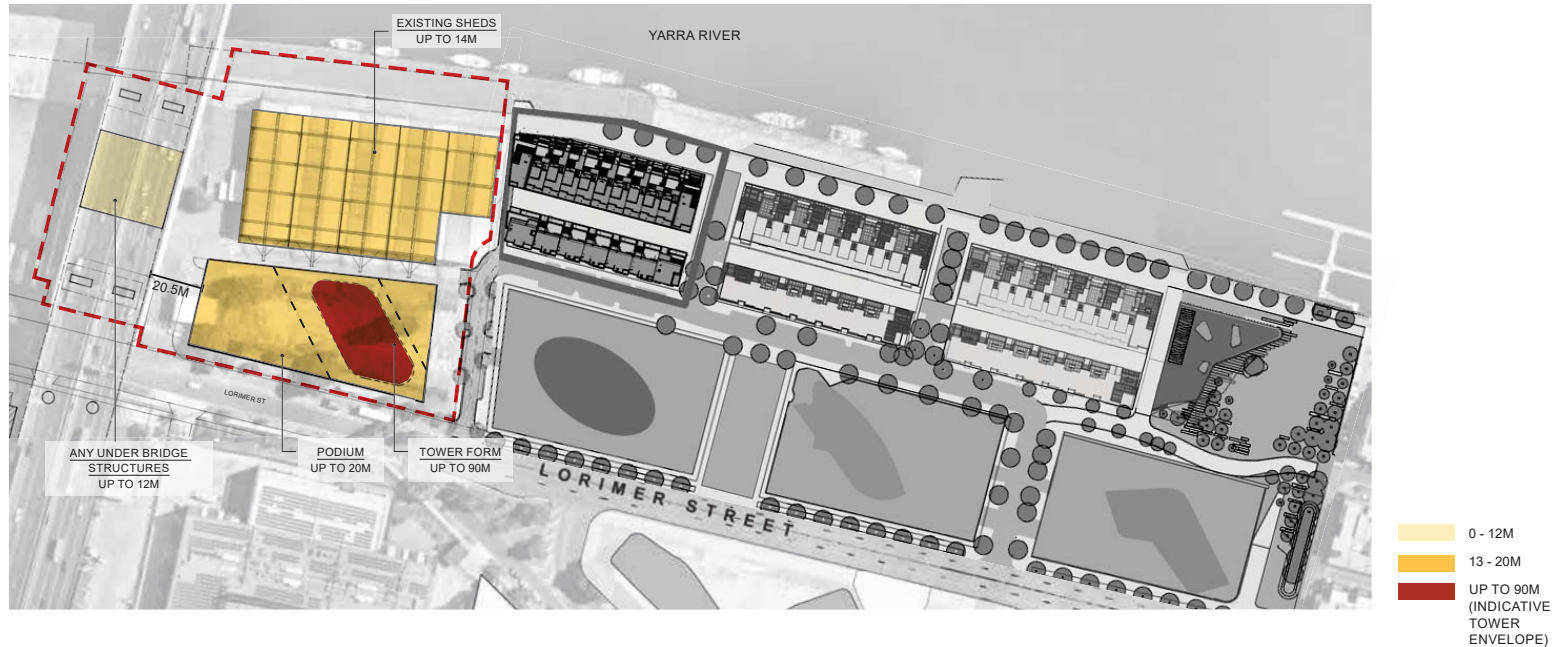 EXISTING SHEDS
UP TO 14M
YARRA RIVER
20.5M
LORIMER ST
ANY UNDER BRIDGE
STRUCTURES
UP TO 12M
PODIUM
UP TO 20M
TOWER FORM
UP TO 90M
LORIMER STREET
0 - 12M
13 - 20M
UP TO 90M
(INDICATIVE
TOWER
ENVELOPE)